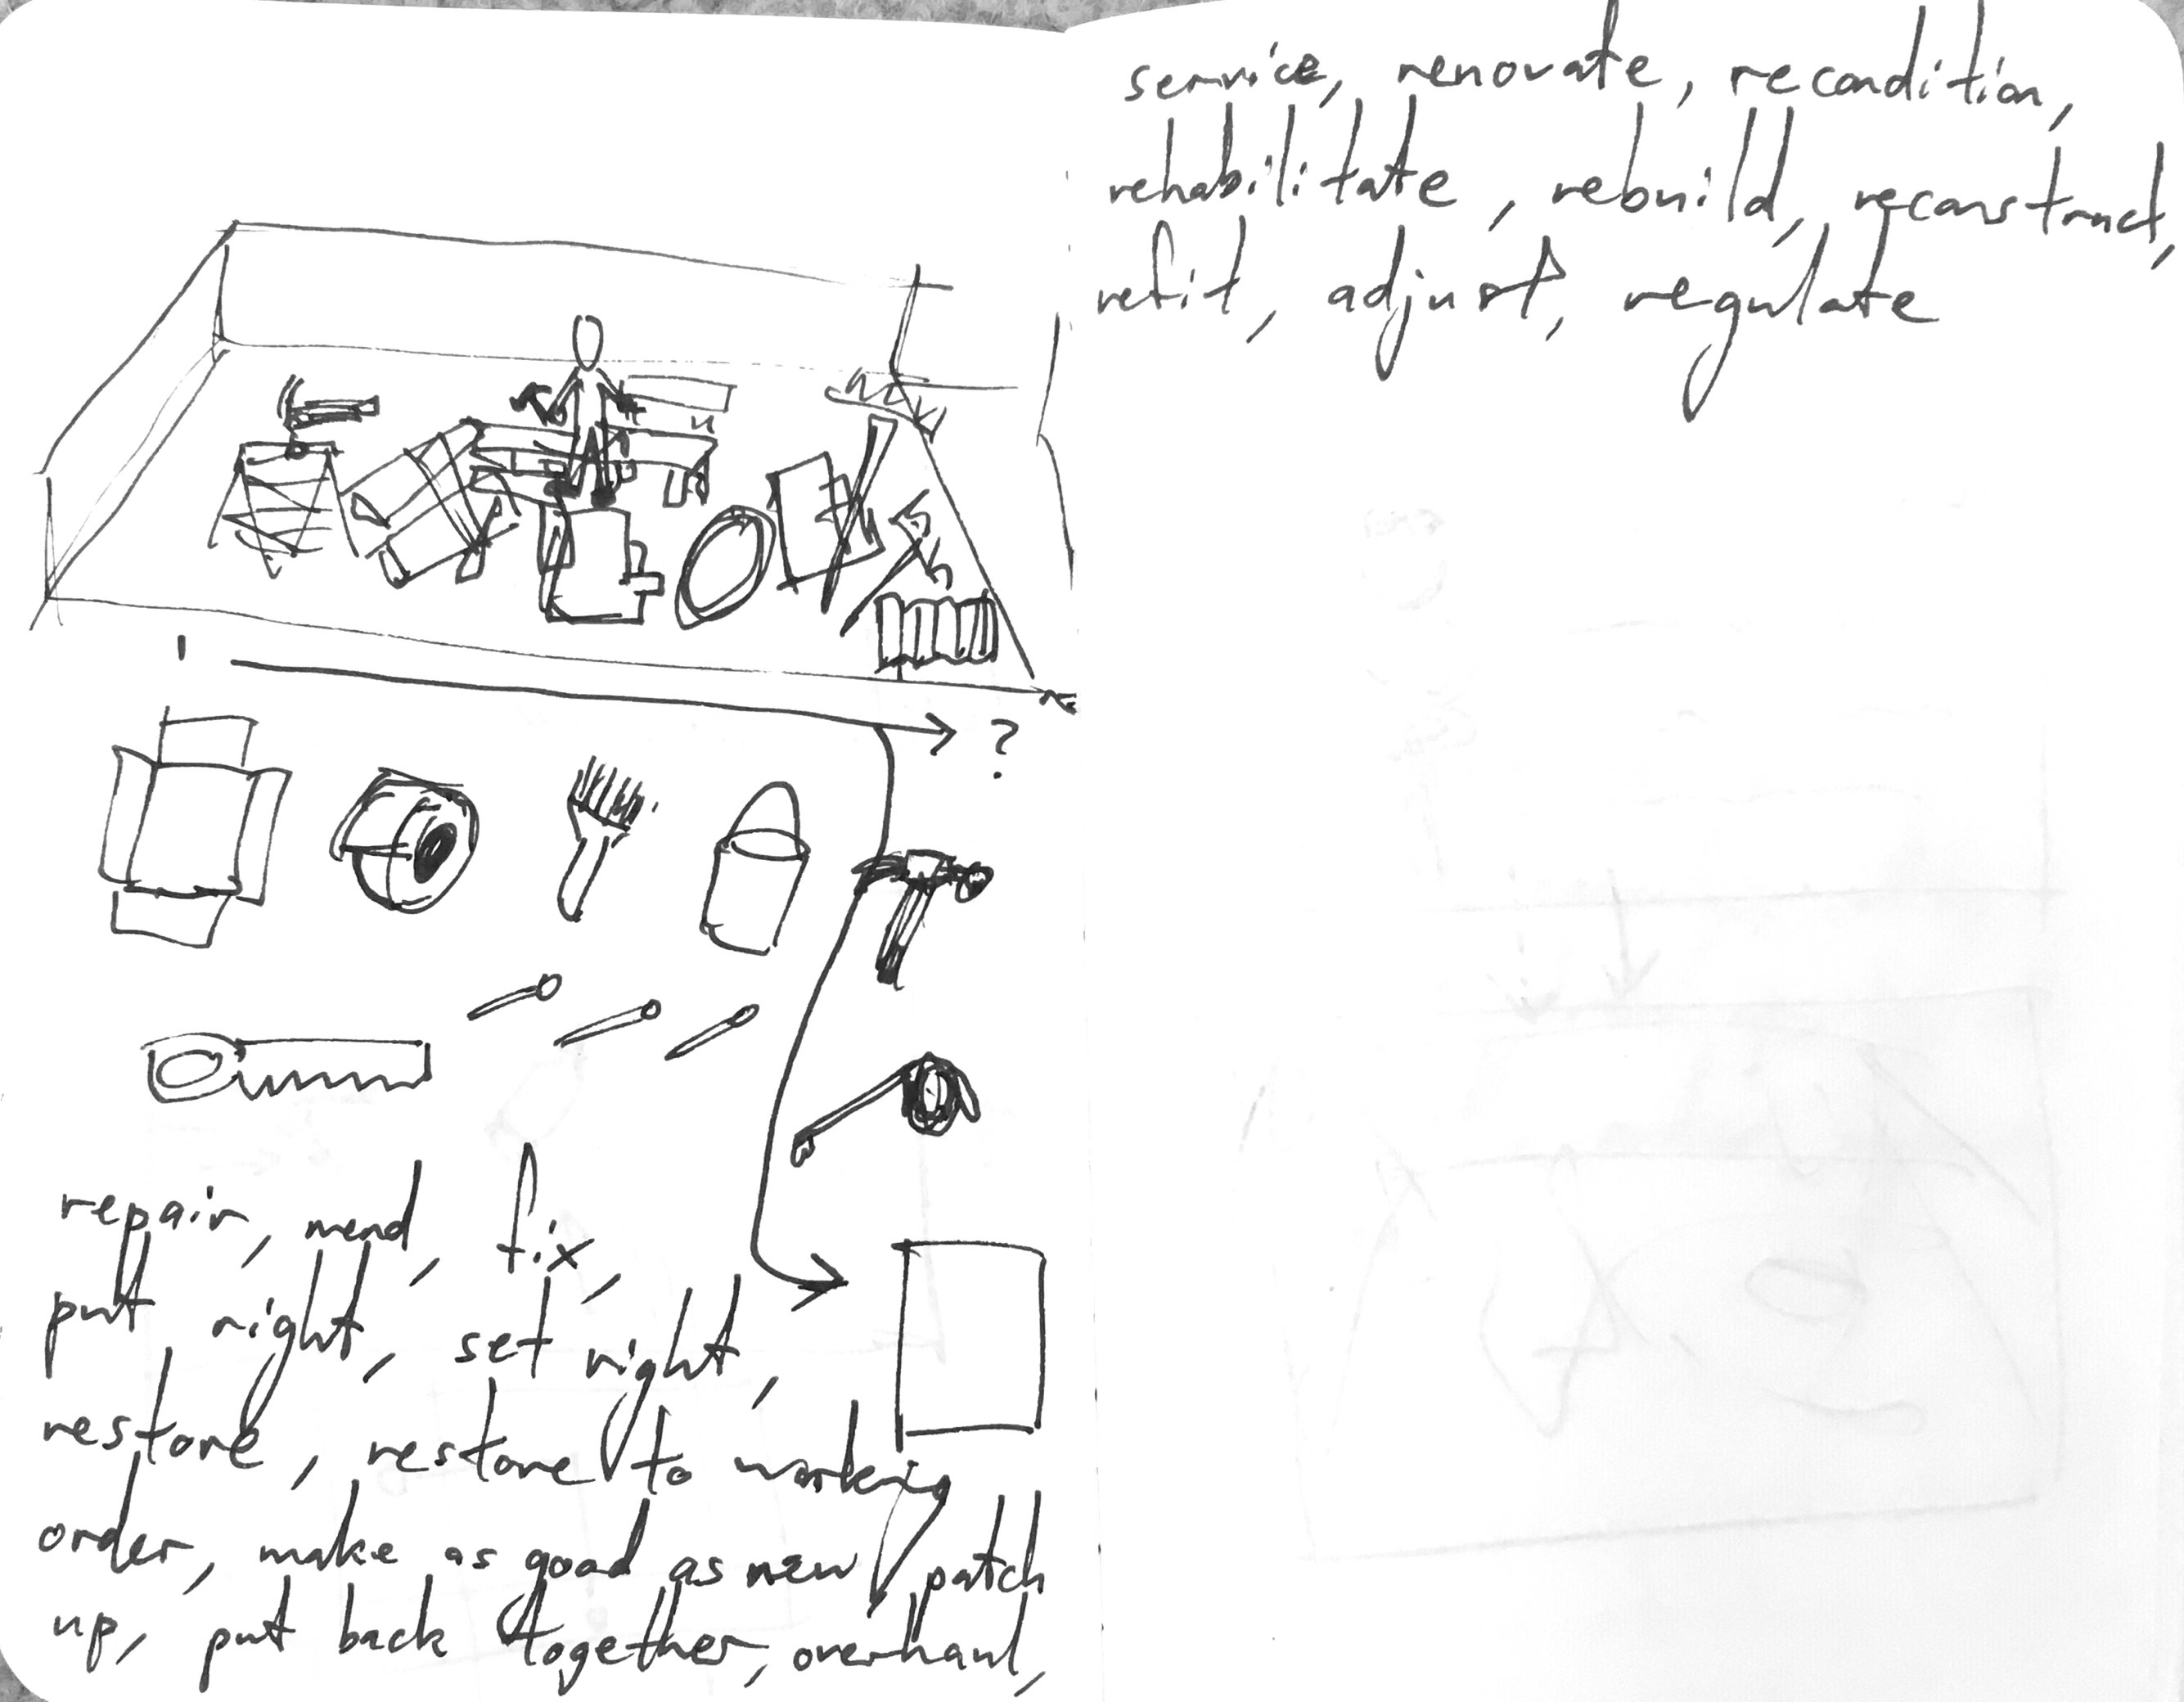 ?
repair, mend, fix,
put right, set right,
restore, restore to working
order, make as good as new, patch
up, put back together, overhaul,
service, renovate, recondition,
rehabilitate, rebuild, reconstruct,
refit, adjust, regulate